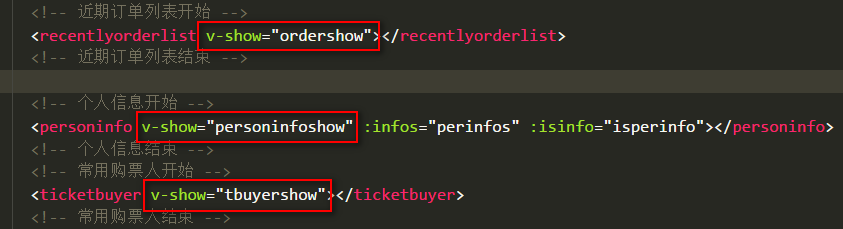 <!-- 近期订单列表开始 -->
<recentlyorderlist v-show="ordershow"></recentlyorderlist>
<!-- 近期订单列表结束 -->
<!-- 个人信息开始 -->
<personinfo v-show="personinfoshow" :infos="perinfos" :isinfo="isperinfo"></personinfo>
<!-- 个人信息结束 -->
<!-- 常用购票人开始 -->
<ticketbuyer v-show="tbuyershow"></ticketbuyer>
<!-- 常用购票人结束 -->